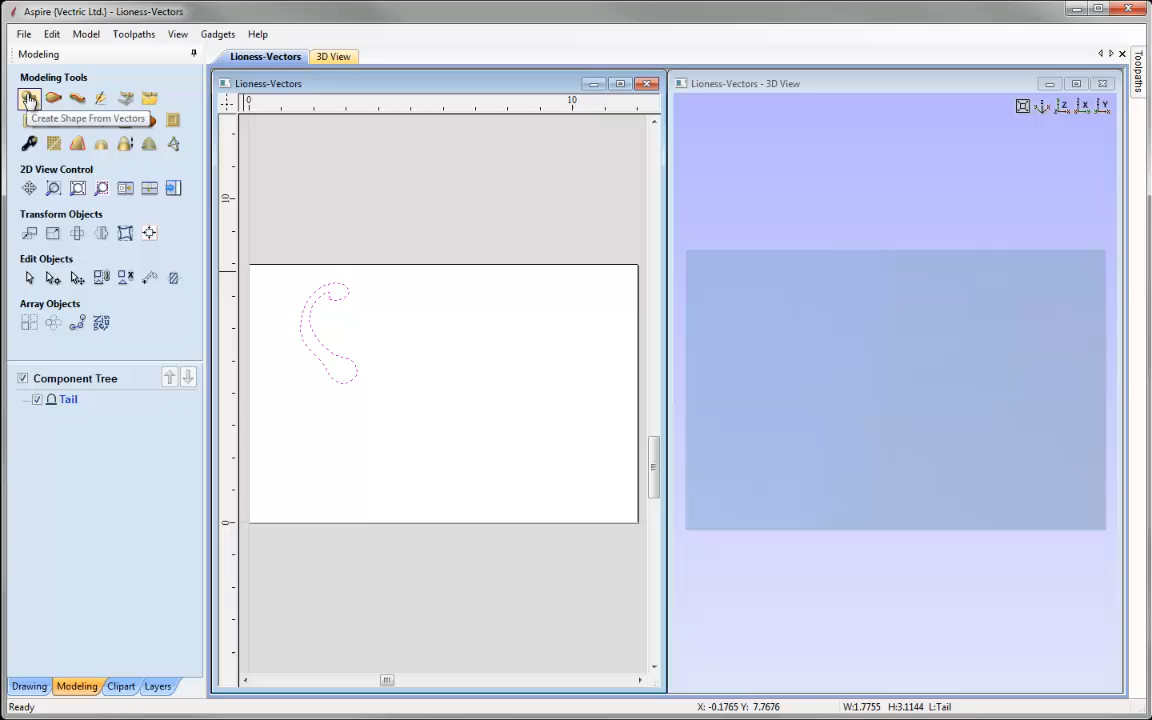 Aspire {Vectric Ltd.} - Lioness-Vectors
File Edit Model Toolpaths View Gadgets Help
Modeling
Lioness-Vectors 3D View
Toolpaths
Modeling Tools
Lioness-Vectors
Lioness-Vectors - 3D View
0 10
Z X Y
Create Shape From Vectors
2D View Control
10
Transform Objects
Edit Objects
Array Objects
Component Tree
Tail
0
Drawing Modeling Clipart Layers
Ready
X: -0.1765 Y: 7.7676
W:1.7755 H:3.1144 L:Tail